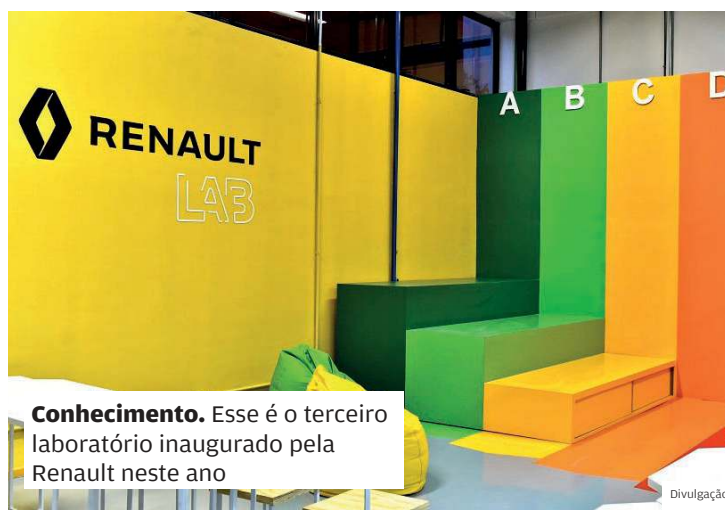 RENAULT
LAB
A
B
C
D
Conhecimento. Esse é o terceiro
laboratório inaugurado pela
Renault neste ano
Divulgação